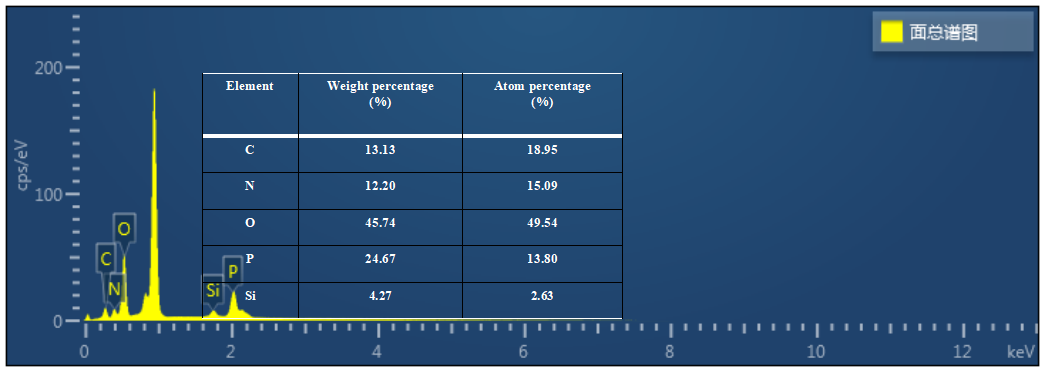 面总谱图
200
100
0
cps/eV
C
N
O
Si
P
Element Weight percentage Atom percentage
(%) (%)
C 13.13 18.95
N 12.20 15.09
O 45.74 49.54
P 24.67 13.80
Si 4.27 2.63
0 2 4 6 8 10 12 keV